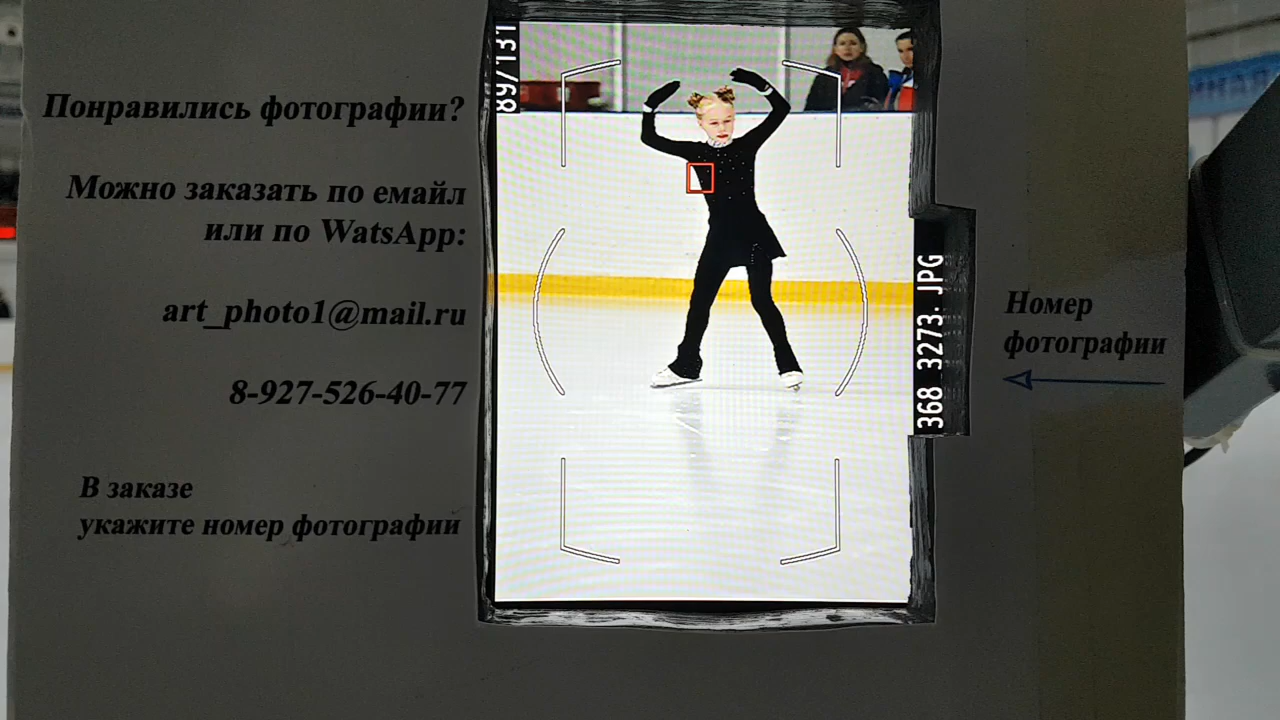 Понравились фотографии?
Можно заказать по емайл
или по WatsApp:
art_photo1@mail.ru
8-927-526-40-77
В заказе
укажите номер фотографии
89/131
368 3273. JPG
Номер
фотографии